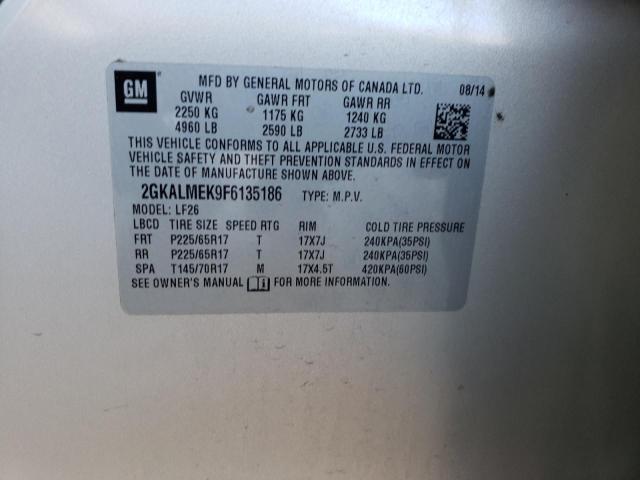 GM
MFD BY GENERAL MOTORS OF CANADA LTD. 08/14
GVWR GAWR FRT GAWR RR
2250 KG 1175 KG 1240 KG
4960 LB 2590 LB 2733 LB
THIS VEHICLE CONFORMS TO ALL APPLICABLE U.S. FEDERAL MOTOR
VEHICLE SAFETY AND THEFT PREVENTION STANDARDS IN EFFECT ON
THE DATE OF MANUFACTURE SHOWN ABOVE.
2GKALMEK9F6135186 TYPE: M.P.V.
MODEL: LF26
LBCD TIRE SIZE SPEED RTG RIM COLD TIRE PRESSURE
FRT P225/65R17 T 17X7J 240KPA(35PSI)
RR P225/65R17 T 17X7J 240KPA(35PSI)
SPA T145/70R17 M 17X4.5T 420KPA(60PSI)
SEE OWNER'S MANUAL FOR MORE INFORMATION.